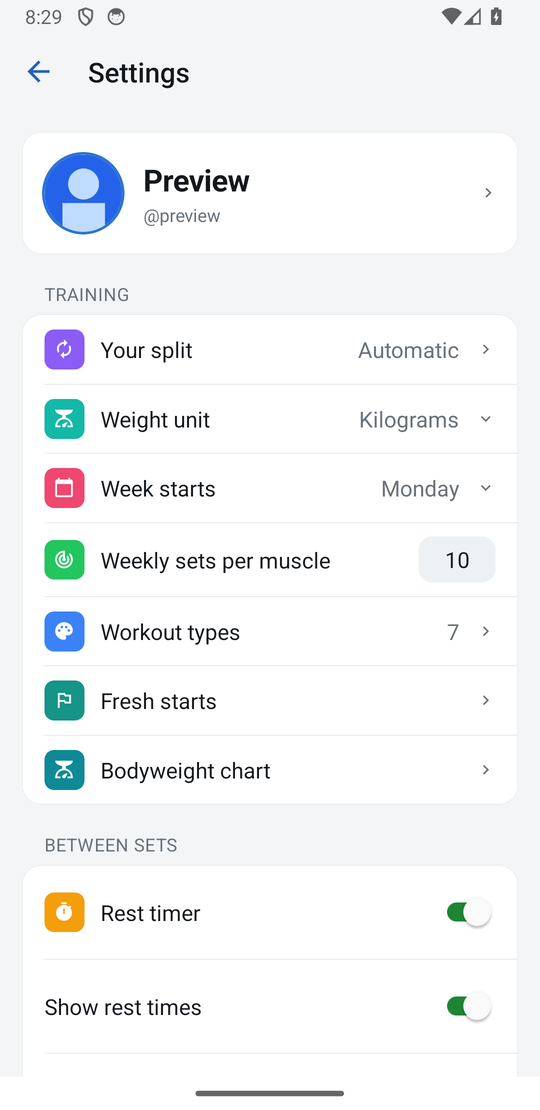 8:29
Settings
Preview
@preview
TRAINING
Your split Automatic
Weight unit Kilograms
Week starts Monday
Weekly sets per muscle 10
Workout types 7
Fresh starts
Bodyweight chart
BETWEEN SETS
Rest timer
Show rest times